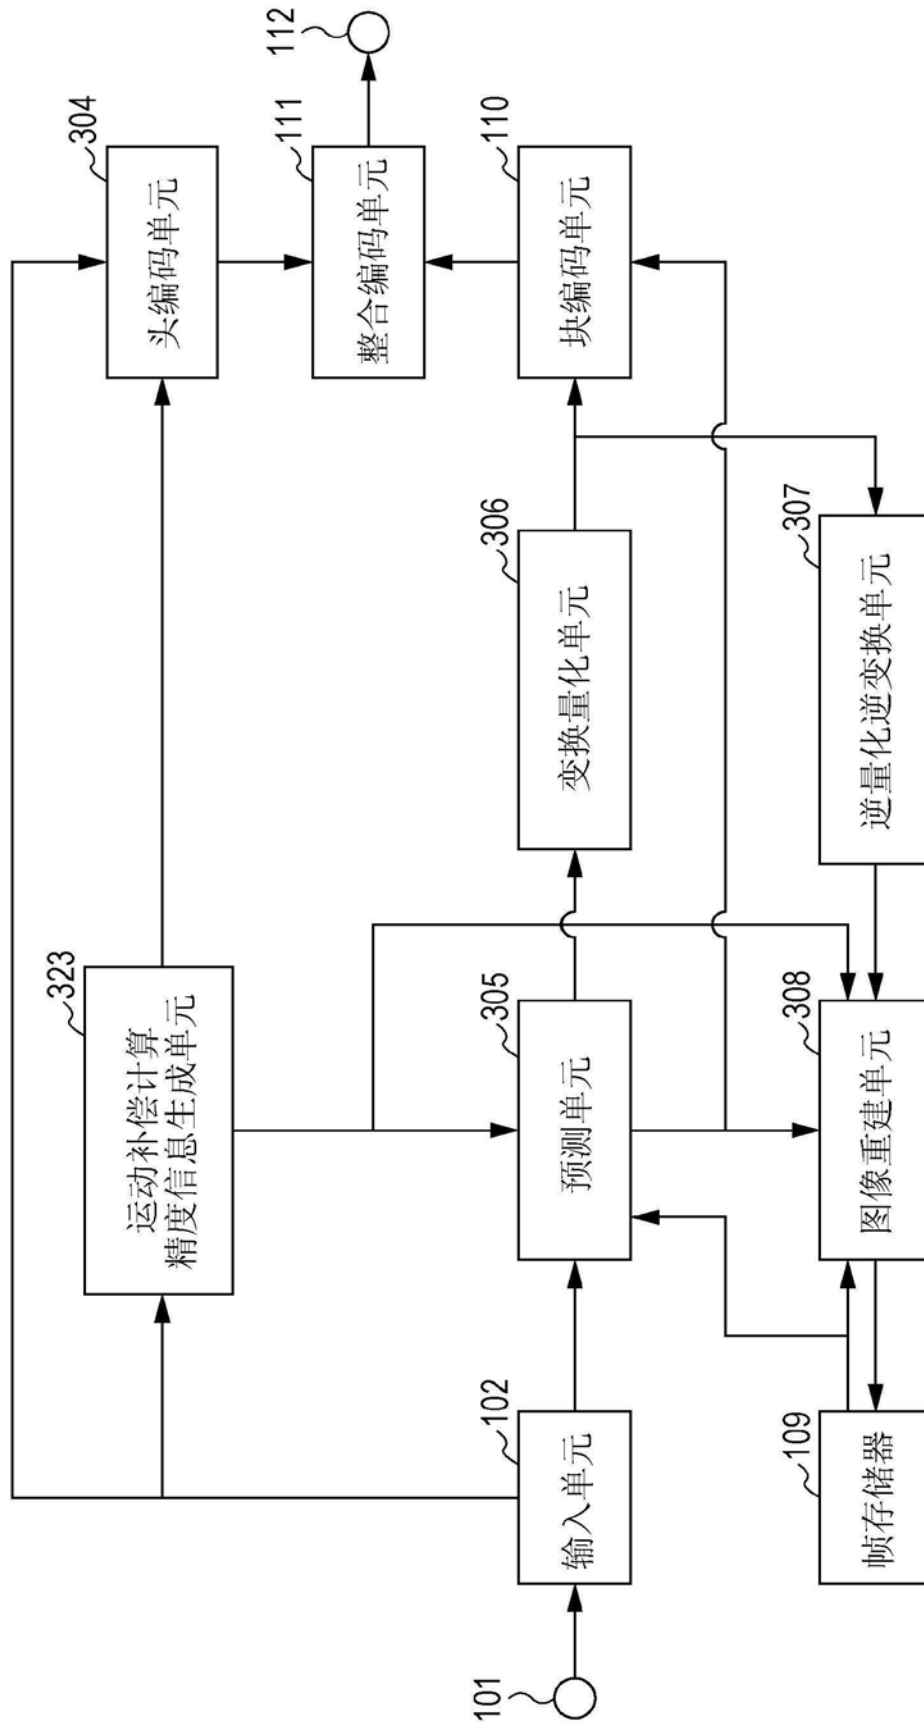 323
运动补偿计算
精度信息生成单元
304
头编码单元
111
整合编码单元
112
101
102
输入单元
305
预测单元
306
变换量化单元
110
块编码单元
109
帧存储器
308
图像重建单元
307
逆量化逆变换单元